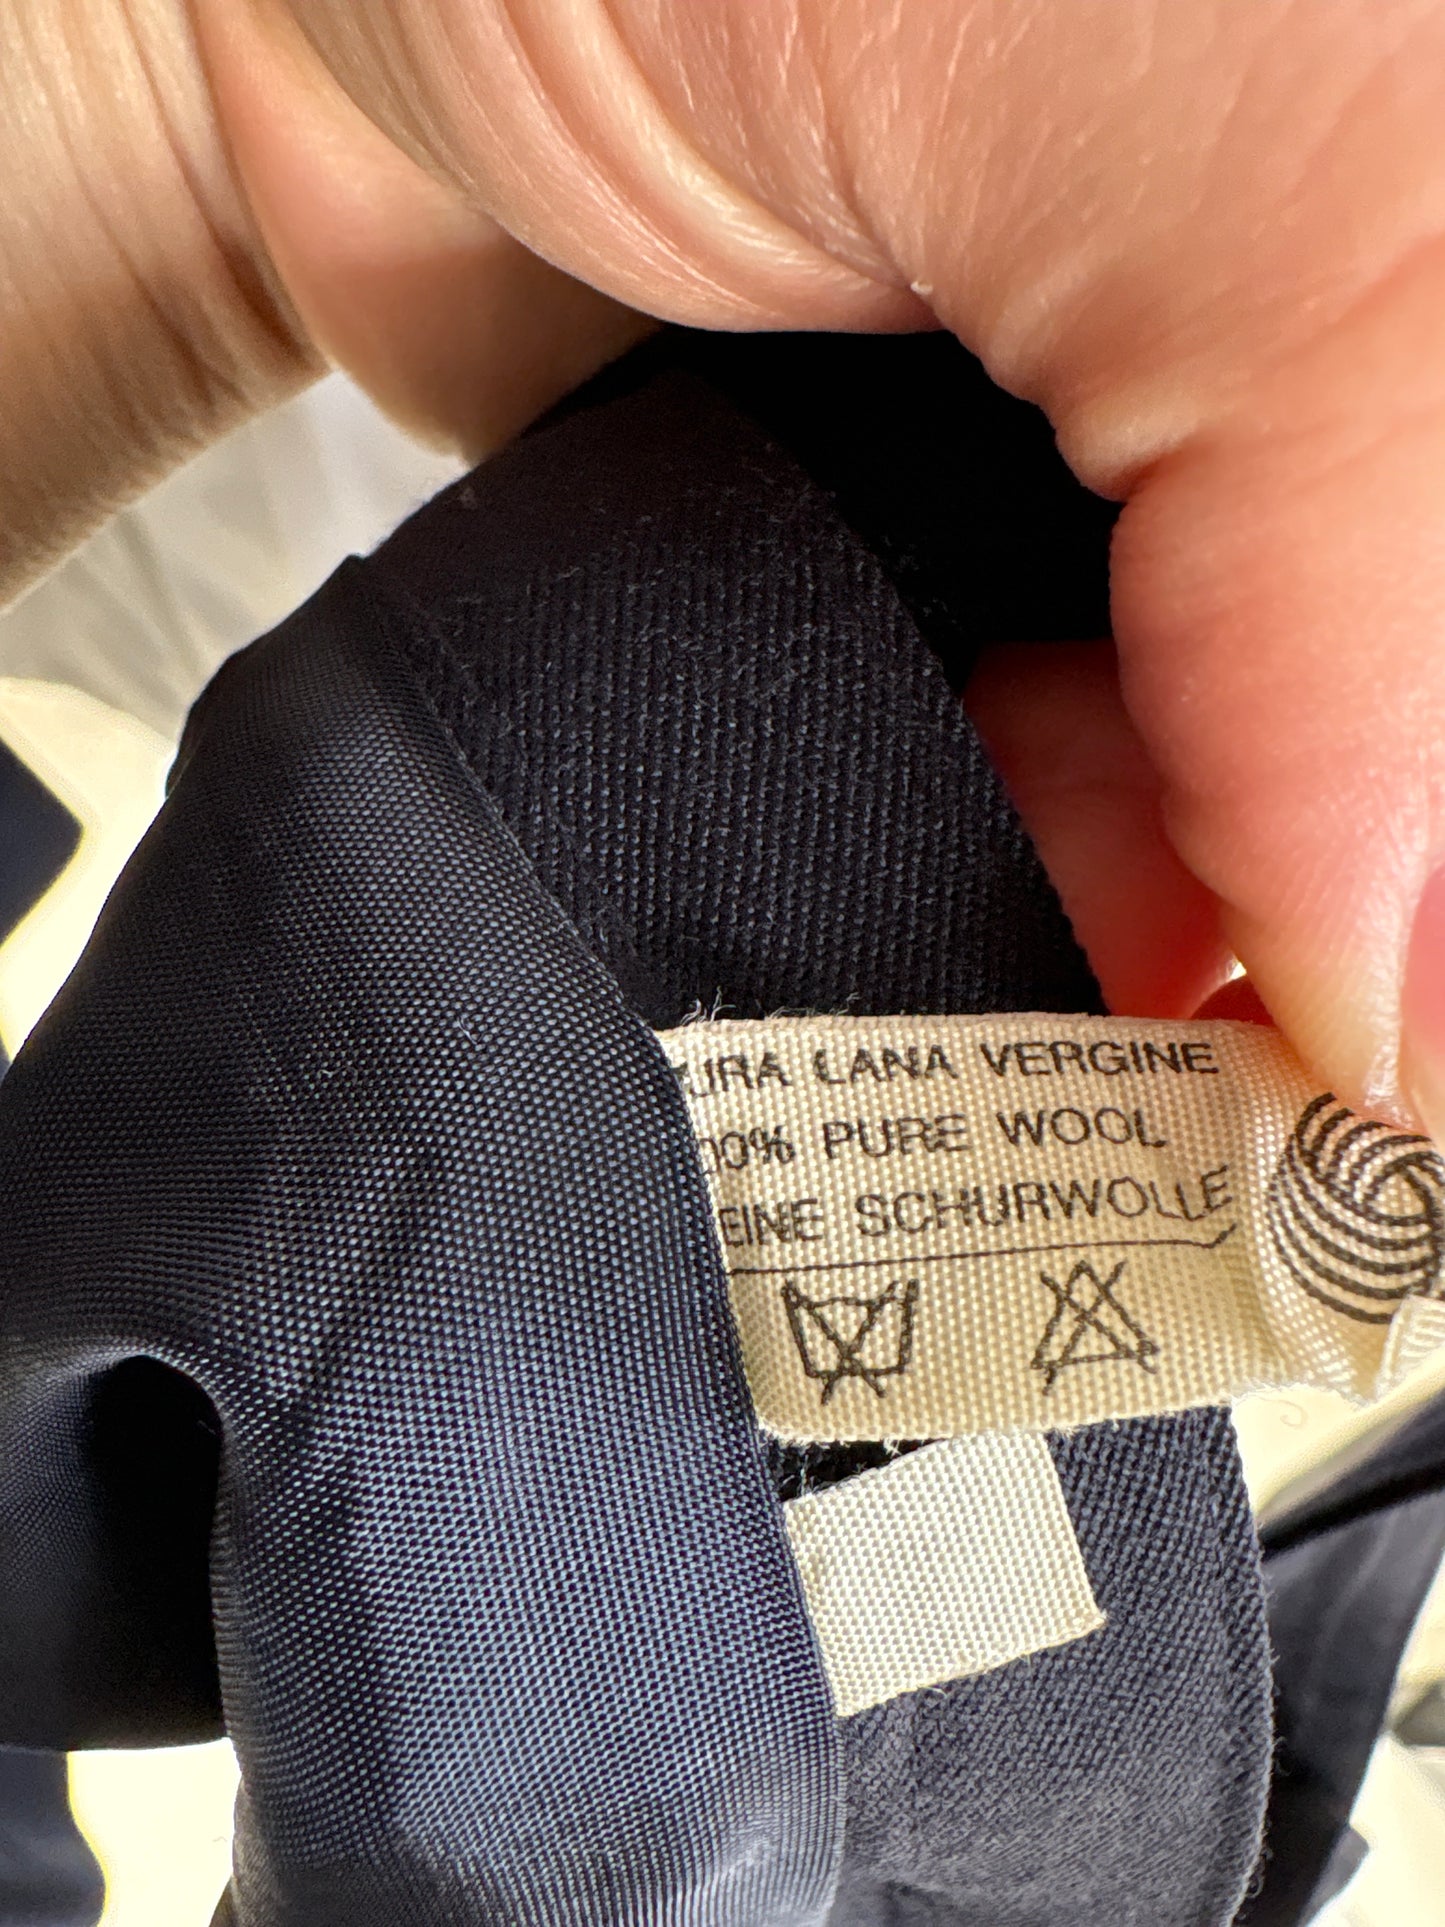 URA LANA VERGINE
00% PURE WOOL
EINE SCHURWOLLE